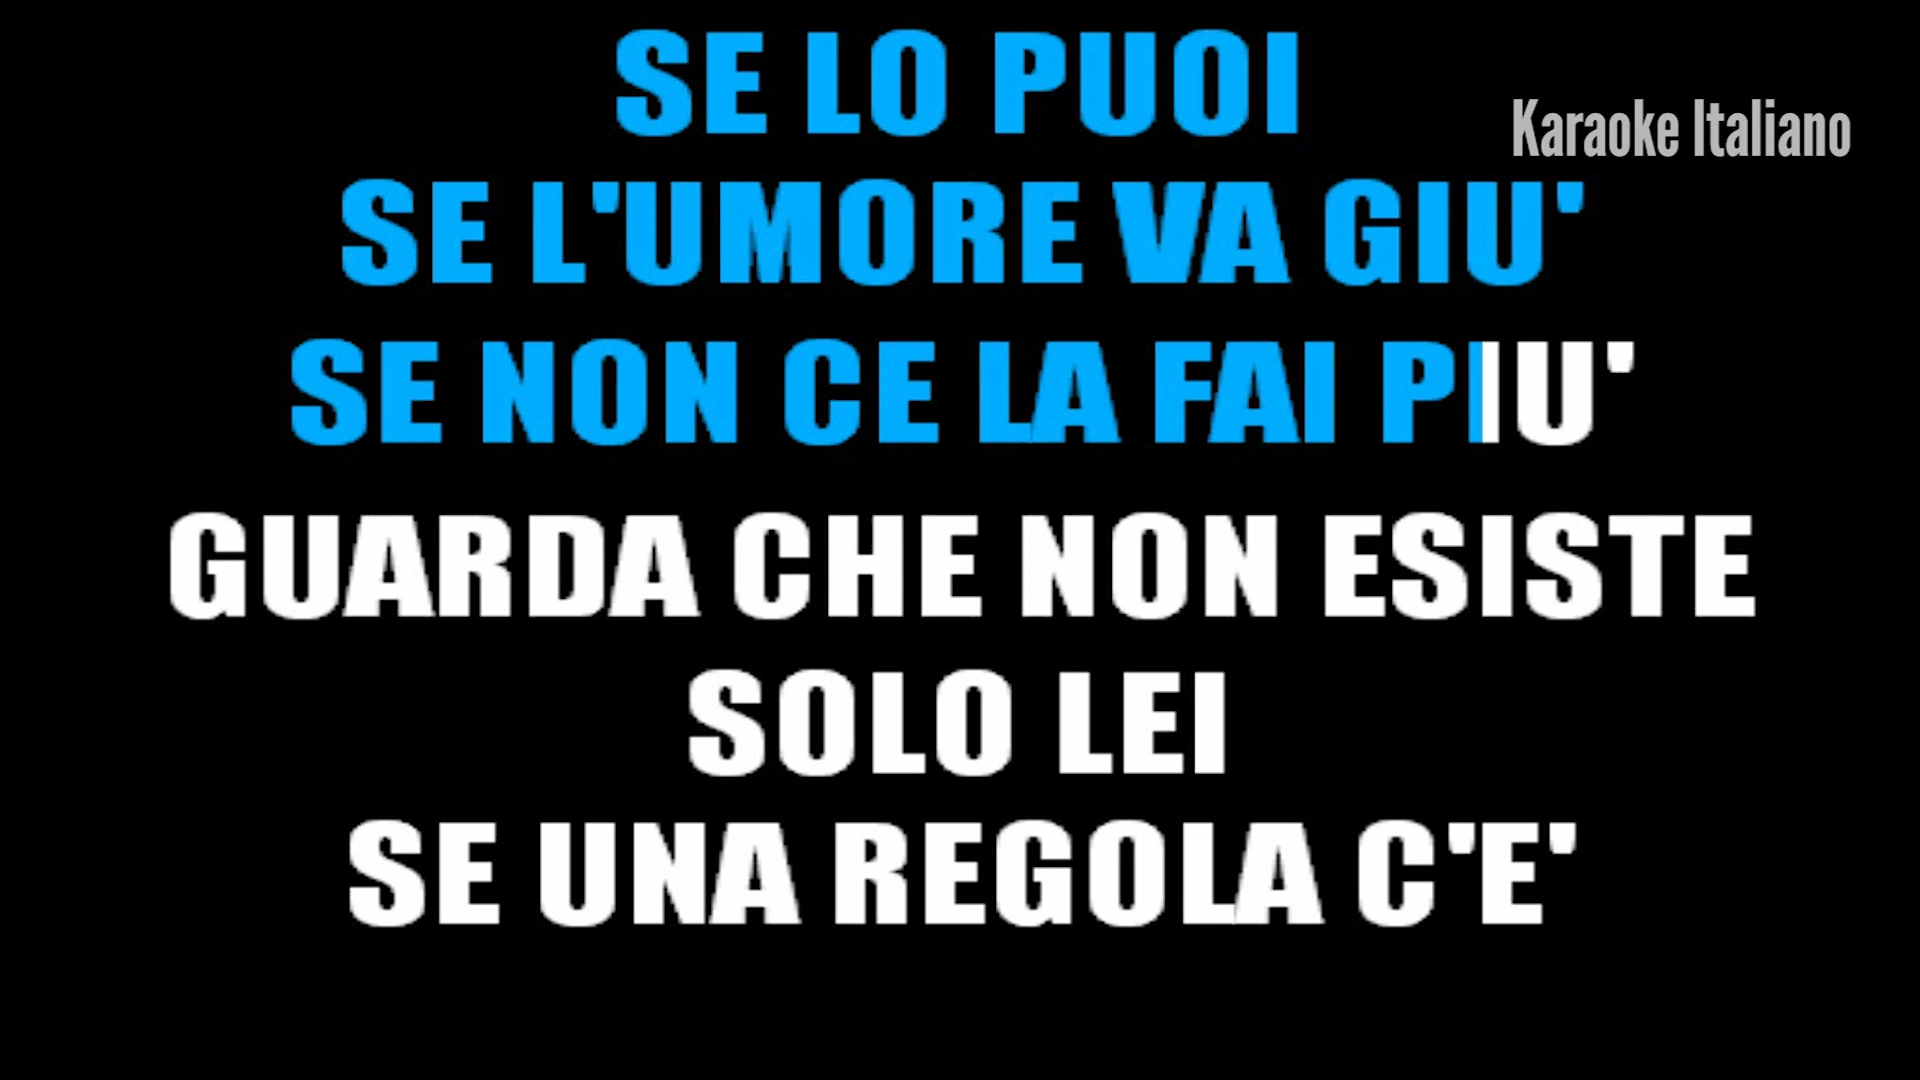 SE LO PUOI
Karaoke Italiano
SE L'UMORE VA GIU'
SE NON CE LA FAI PIU'
GUARDA CHE NON ESISTE
SOLO LEI
SE UNA REGOLA C'E'